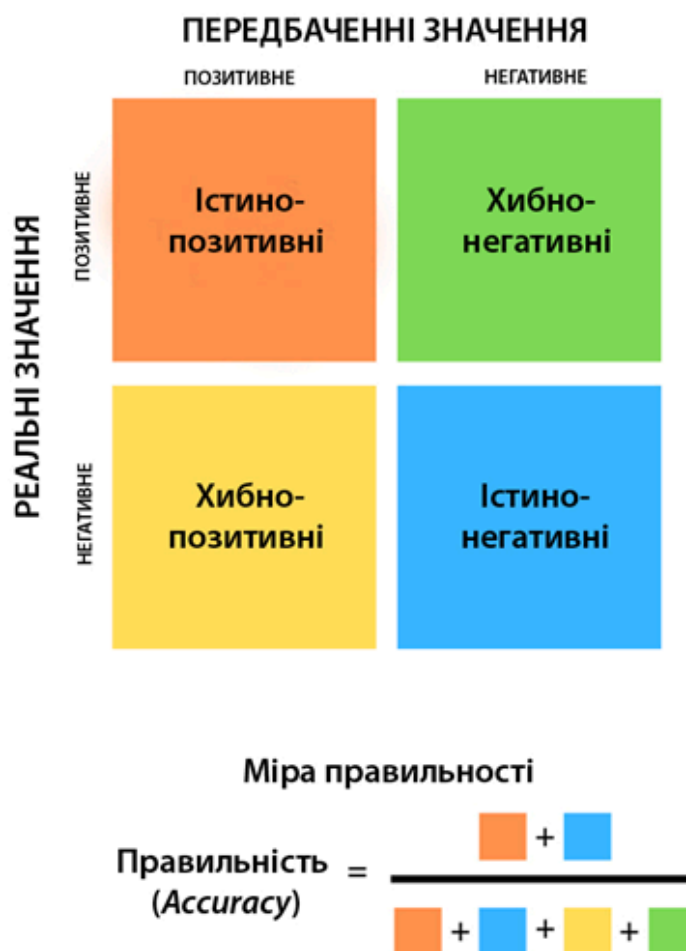 ПЕРЕДБАЧЕННІ ЗНАЧЕННЯ
ПОЗИТИВНЕ НЕГАТИВНЕ
РЕАЛЬНІ ЗНАЧЕННЯ
ПОЗИТИВНЕ
Істино-
позитивні
Хибно-
негативні
НЕГАТИВНЕ
Хибно-
позитивні
Істино-
негативні
Міра правильності
Правильність
(Accuracy)
=
+
+ + +